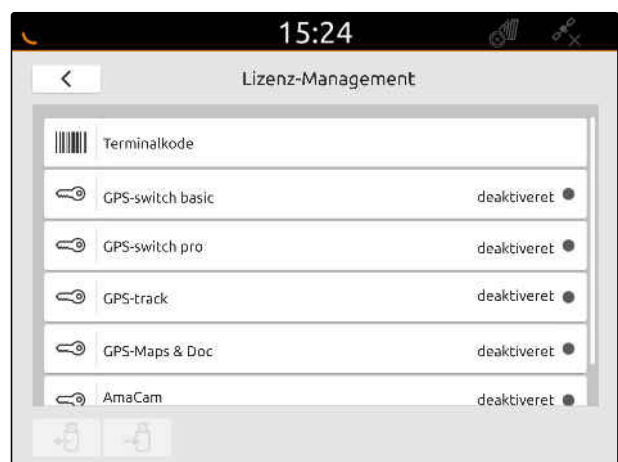 15:24
Lizenz-Management
Terminalkode
GPS-switch basic deaktiveret
GPS-switch pro deaktiveret
GPS-track deaktiveret
GPS-Maps & Doc deaktiveret
AmaCam deaktiveret